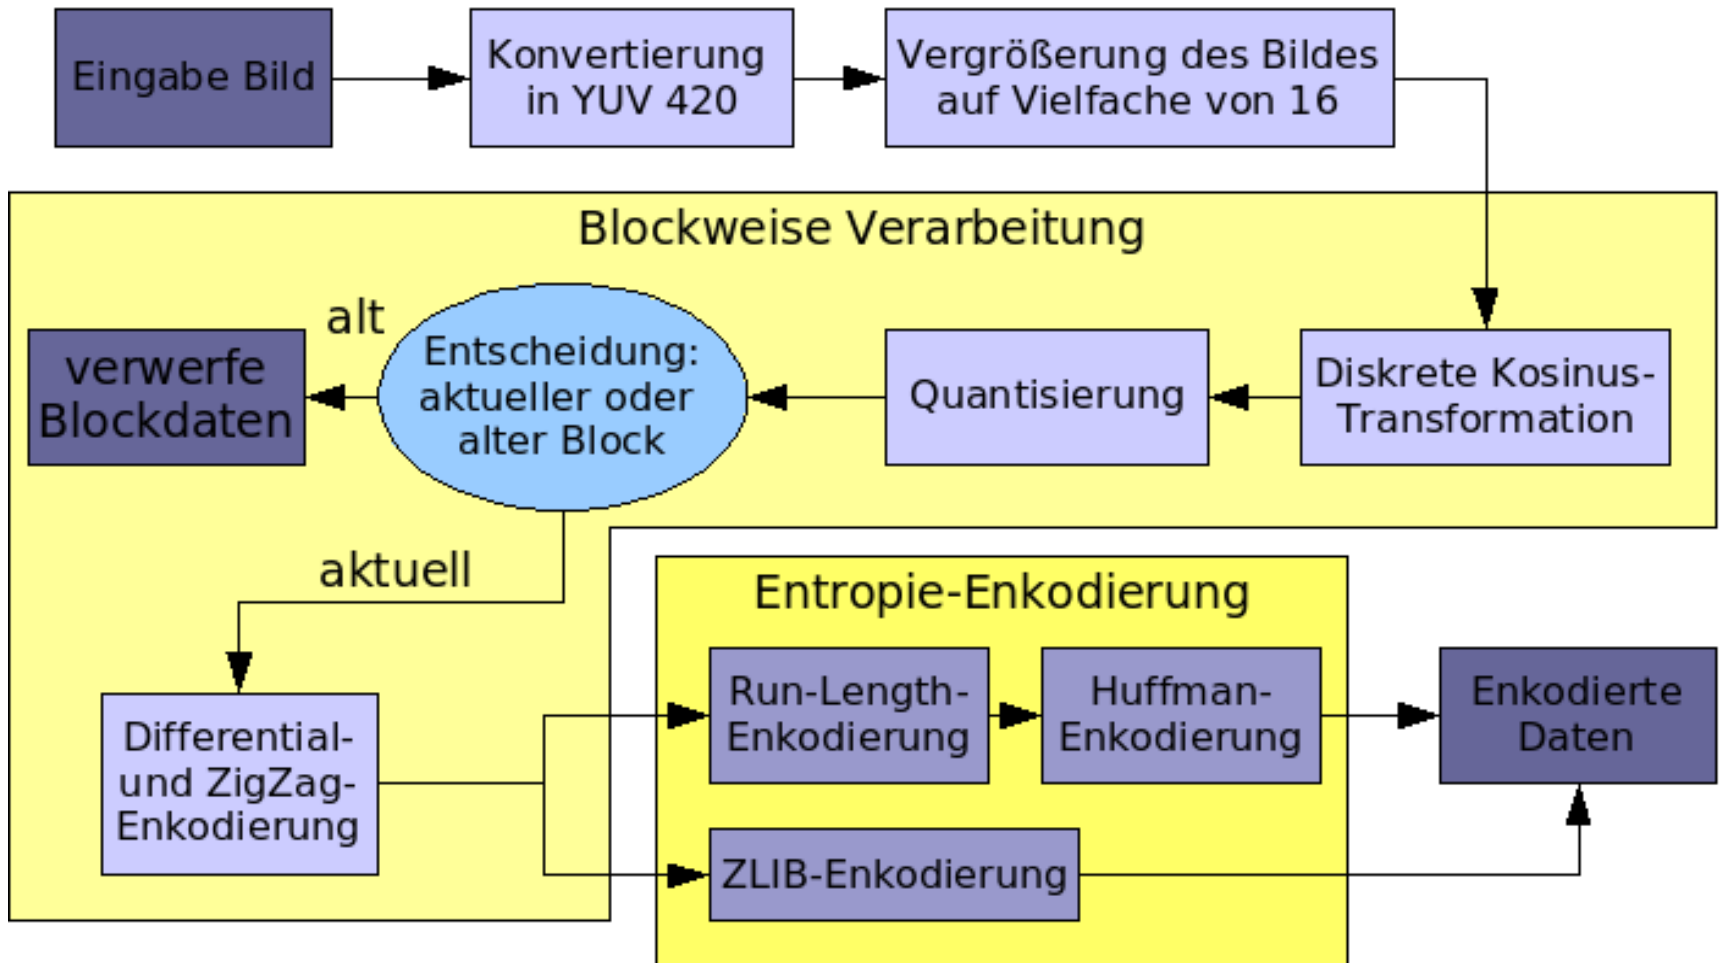 Eingabe Bild
Konvertierung
in YUV 420
Vergrößerung des Bildes
auf Vielfache von 16
Blockweise Verarbeitung
alt
verwerfe
Blockdaten
Entscheidung:
aktueller oder
alter Block
Quantisierung
Diskrete Kosinus-
Transformation
aktuell
Differential-
und ZigZag-
Enkodierung
Entropie-Enkodierung
Run-Length-
Enkodierung
Huffman-
Enkodierung
ZLIB-Enkodierung
Enkodierte
Daten